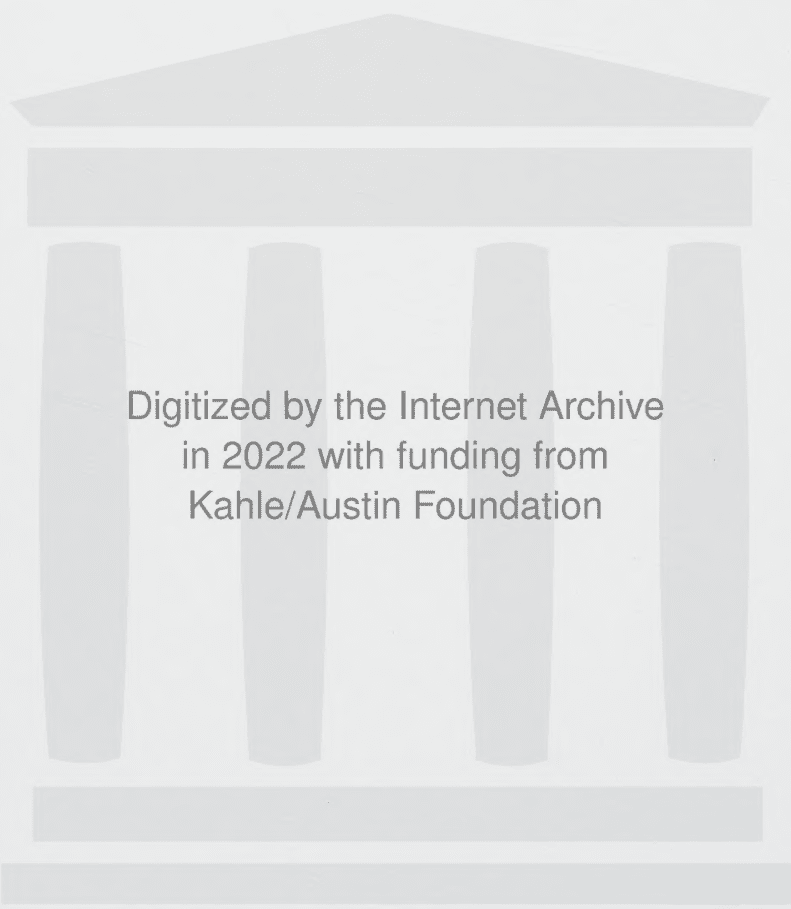 Digitized by the Internet Archive
in 2022 with funding from
Kahle/Austin Foundation